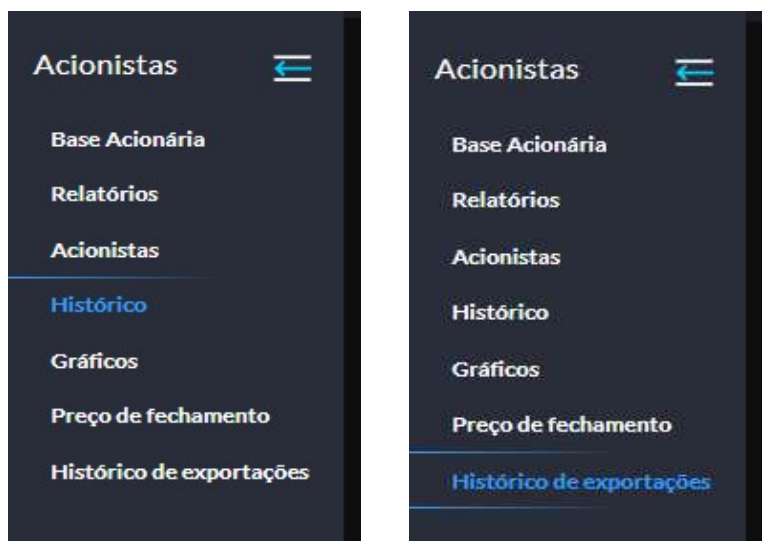 Acionistas
Base Acionária
Relatórios
Acionistas
Histórico
Gráficos
Preço de fechamento
Histórico de exportações
Acionistas
Base Acionária
Relatórios
Acionistas
Histórico
Gráficos
Preço de fechamento
Histórico de exportações